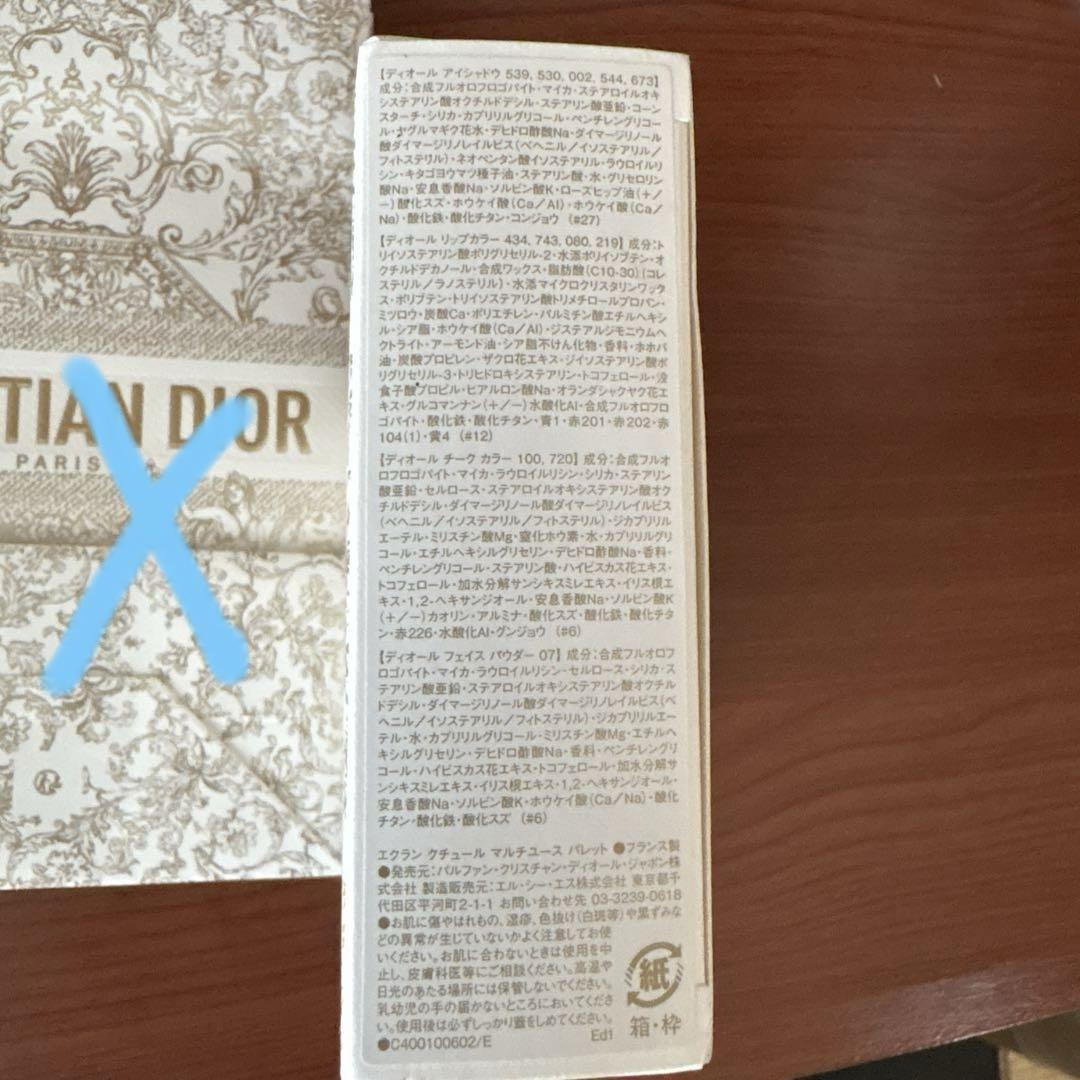 TIAN DIOR
PARIS
【ディオール アイシャドウ 539, 530, 002, 544, 673】
成分:合成フルオロフロゴパイト・マイカ・ステアロイルオキ
システアリン酸オクチルドデシル・ステアリン酸亜鉛・コーン
スターチ・シリカ・カプリリルグリコール・ペンチレングリコー
ル・ヤグルマギク花水・デヒドロ酢酸Na・ダイマージリノール
酸ダイマージリノレイルビス(ベヘニル/イソステアリル/
フィトステリル)・ネオペンタン酸イソステアリル・ラウロイルリ
シン・キタゴヨウマツ種子油・ステアリン酸・水・グリセロリン
酸Na・安息香酸Na・ソルビン酸K・ローズヒップ油(+/
-)酸化スズ・ホウケイ酸(Ca/Al)・ホウケイ酸(Ca/
Na)・酸化鉄・酸化チタン・コンジョウ (#27)
【ディオール リップカラー 434, 743, 080, 219】成分:ト
リイソステアリン酸ポリグリセリル-2・水添ポリイソブテン・オ
クチルドデカノール・合成ワックス・脂肪酸(C10-30)(コレ
ステリル/ラノステリル)・水添マイクロクリスタリンワック
ス・ポリブテン・トリイソステアリン酸トリメチロールプロパン・
ミツロウ・炭酸Ca・ポリエチレン・パルミチン酸エチルヘキシ
ル・シア脂・ホウケイ酸(Ca/Al)・ジステアルジモニウムヘ
クトライト・アーモンド油・シア脂不けん化物・香料・ホホバ
油・炭酸プロピレン・ザクロ花エキス・ジイソステアリン酸ポ
リグリセリル-3・トリヒドロキシステアリン・トコフェロール・没
食子酸プロピル・ヒアルロン酸Na・オランダシャクヤク花エ
キス・グルコマンナン(+/-)水酸化Al・合成フルオロフロ
ゴパイト・酸化鉄・酸化チタン・青1・赤201・赤202・赤
104(1)・黄4 (#12)
【ディオール チーク カラー 100, 720】成分:合成フルオ
ロフロゴパイト・マイカ・ラウロイルリシン・シリカ・ステアリン
酸亜鉛・セルロース・ステアロイルオキシステアリン酸オク
チルドデシル・ダイマージリノール酸ダイマージリノレイルビス
(ベヘニル/イソステアリル/フィトステリル)・ジカプリリル
エーテル・ミリスチン酸Mg・窒化ホウ素・水・カプリリルグリ
コール・エチルヘキシルグリセリン・デヒドロ酢酸Na・香料・
ペンチレングリコール・ステアリン酸・ハイビスカス花エキス・
トコフェロール・加水分解サンシキスミレエキス・イリス根エ
キス・1,2-ヘキサンジオール・安息香酸Na・ソルビン酸K
(+/-)カオリン・アルミナ・酸化スズ・酸化鉄・酸化チタ
ン・赤226・水酸化Al・グンジョウ (#6)
【ディオール フェイス パウダー 07】成分:合成フルオロフ
ロゴパイト・マイカ・ラウロイルリシン・セルロース・シリカ・ス
テアリン酸亜鉛・ステアロイルオキシステアリン酸オクチル
ドデシル・ダイマージリノール酸ダイマージリノレイルビス(ベ
ヘニル/イソステアリル/フィトステリル)・ジカプリリルエー
テル・水・カプリリルグリコール・ミリスチン酸Mg・エチルヘ
キシルグリセリン・デヒドロ酢酸Na・香料・ペンチレングリ
コール・ハイビスカス花エキス・トコフェロール・加水分解サ
ンシキスミレエキス・イリス根エキス・1,2-ヘキサンジオール・
安息香酸Na・ソルビン酸K・ホウケイ酸(Ca/Na)・酸化
チタン・酸化鉄・酸化スズ (#6)
エクラン クチュール マルチユース パレット ●フランス製
●発売元:パルファン・クリスチャン・ディオール・ジャポン株
式会社 製造販売元:エル・シー・エス株式会社 東京都千
代田区平河町2-1-1 お問い合わせ先 03-3239-0618
●お肌に傷やはれもの、湿疹、色抜け(白斑等)や黒ずみな
どの異常が生じていないかよく注意してお使
いください。お肌に合わないときは使用を中
止し、皮膚科医等にご相談ください。高温や
日光のあたる場所には保管しないでください。
乳幼児の手の届かないところにおいてくださ
い。使用後は必ずしっかり蓋をしめてください。
●C400100602/E
Ed1
紙
箱・枠